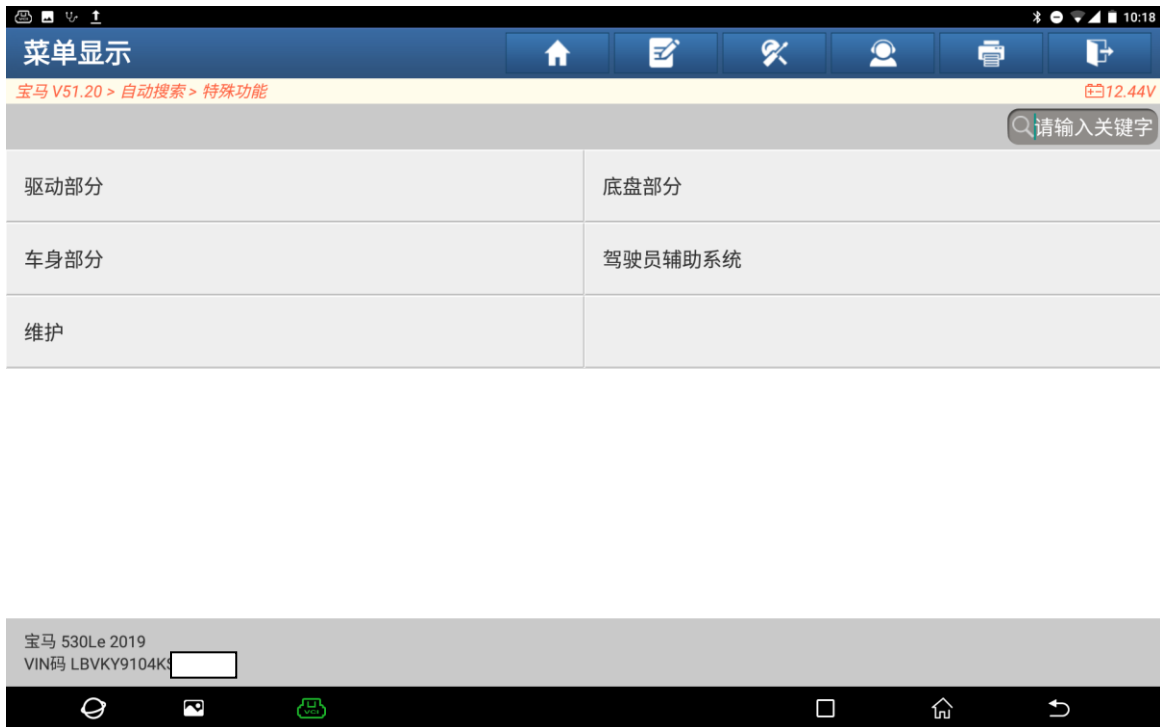 10:18
菜单显示
宝马 V51.20 > 自动搜索 > 特殊功能
12.44V
请输入关键字
驱动部分
底盘部分
车身部分
驾驶员辅助系统
维护
宝马 530Le 2019
VIN码 LBVKY9104K
VCI